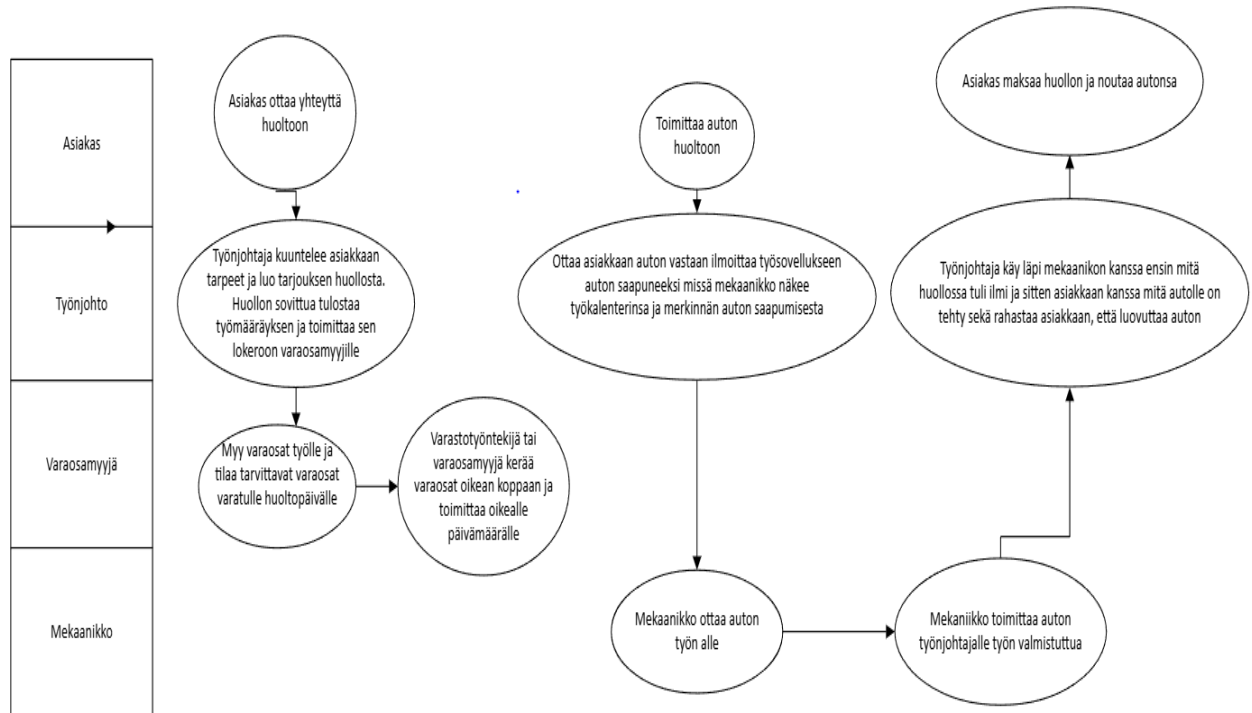 Asiakas
Työnjohto
Varaosamyyjä
Mekaanikko
Asiakas ottaa yhteyttä
huoltoon
Työnjohtaja kuuntelee asiakkaan
tarpeet ja luo tarjouksen huollosta.
Huollon sovittua tulostaa
työmääräyksen ja toimittaa sen
lokeroon varaosamyyjille
Myy varaosat työlle ja
tilaa tarvittavat varaosat
varatulle huoltopäivälle
Varastotyöntekijä tai
varaosamyyjä kerää
varaosat oikean koppaan ja
toimittaa oikealle
päivämäärälle
Toimittaa auton
huoltoon
Ottaa asiakkaan auton vastaan ilmoittaa työsovellukseen
auton saapuneeksi missä mekaanikko näkee
työkalenterinsa ja merkinnän auton saapumisesta
Mekaanikko ottaa auton
työn alle
Mekaniikko toimittaa auton
työnjohtajalle työn valmistuttua
Työnjohtaja käy läpi mekaanikon kanssa ensin mitä
huollossa tuli ilmi ja sitten asiakkaan kanssa mitä autolle on
tehty sekä rahastaa asiakkaan, että luovuttaa auton
Asiakas maksaa huollon ja noutaa autonsa